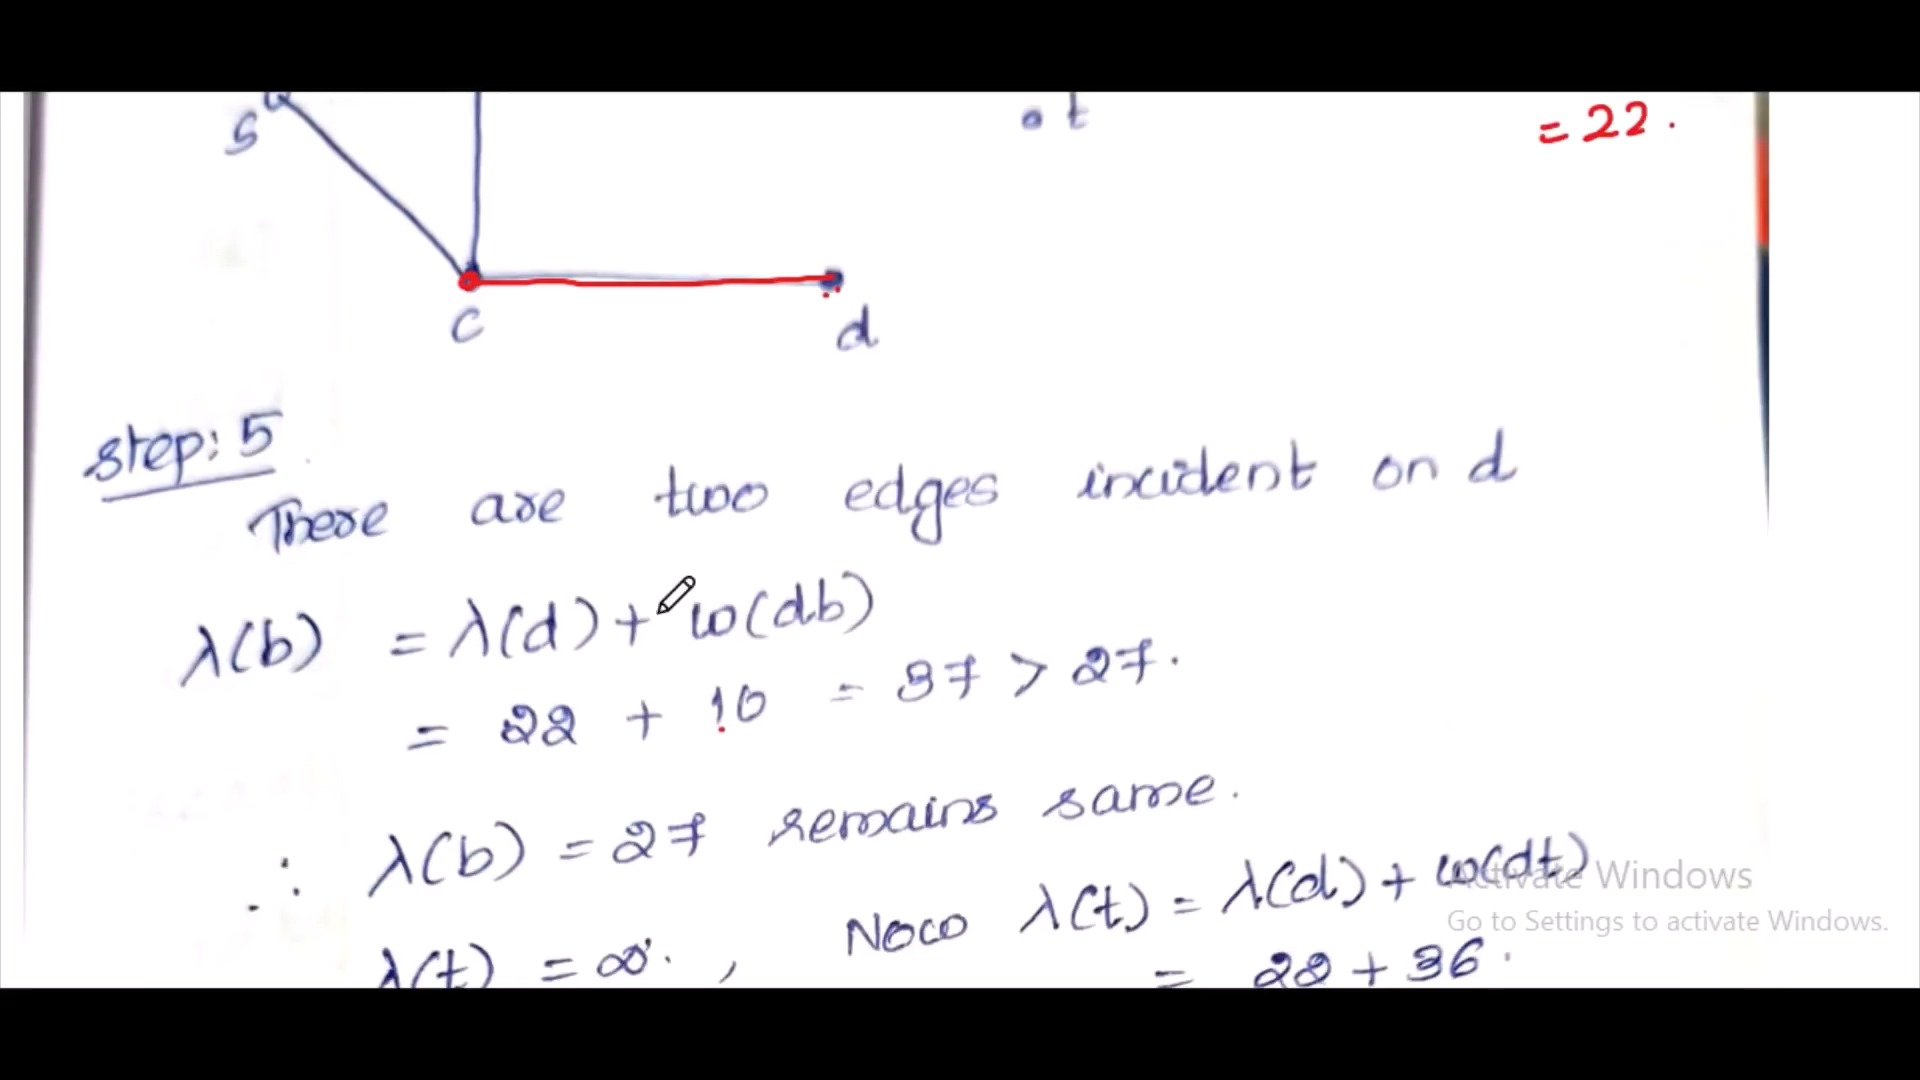 S
t
= 22.
c
d
step: 5
There are two edges incident on d
λ(b) = λ(d) + w(db)
= 22 + 10 = 37 > 27.
∴ λ(b) = 27 remains same.
λ(t) = ∞. , Now λ(t) = λ(d) + w(dt)
= 22 + 36.
Activate Windows
Go to Settings to activate Windows.